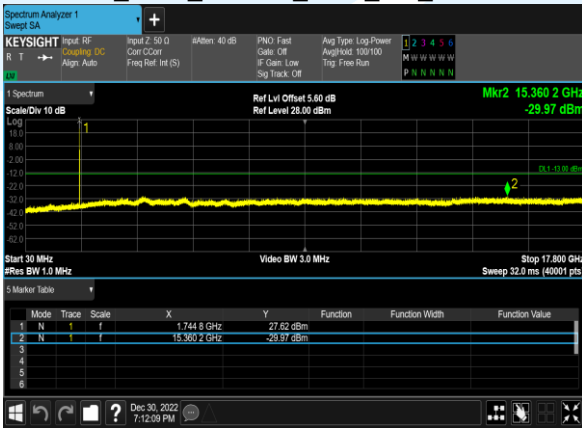 Spectrum Analyzer 1
Swept SA
+
KEYSIGHT
R T
LU
Input: RF
Coupling: DC
Align: Auto
Input Z: 50 Ω
Corr CCorr
Freq Ref: Int (S)
#Atten: 40 dB
PNO: Fast
Gate: Off
IF Gain: Low
Sig Track: Off
Avg Type: Log-Power
Avg|Hold: 100/100
Trig: Free Run
1 2 3 4 5 6
M W W W W W
P N N N N N
1 Spectrum
Scale/Div 10 dB
Ref Lvl Offset 5.60 dB
Ref Level 28.00 dBm
Mkr2 15.360 2 GHz
-29.97 dBm
Log
18.0
8.00
-2.00
-12.0
-22.0
-32.0
-42.0
-52.0
-62.0
1
DL1 -13.00 dBm
2
Start 30 MHz
#Res BW 1.0 MHz
Video BW 3.0 MHz
Stop 17.800 GHz
Sweep 32.0 ms (40001 pts)
5 Marker Table
Mode Trace Scale X Y Function Function Width Function Value
1 N 1 f 1.744 8 GHz 27.62 dBm
2 N 1 f 15.360 2 GHz -29.97 dBm
3
4
5
6
?
Dec 30, 2022
7:12:09 PM